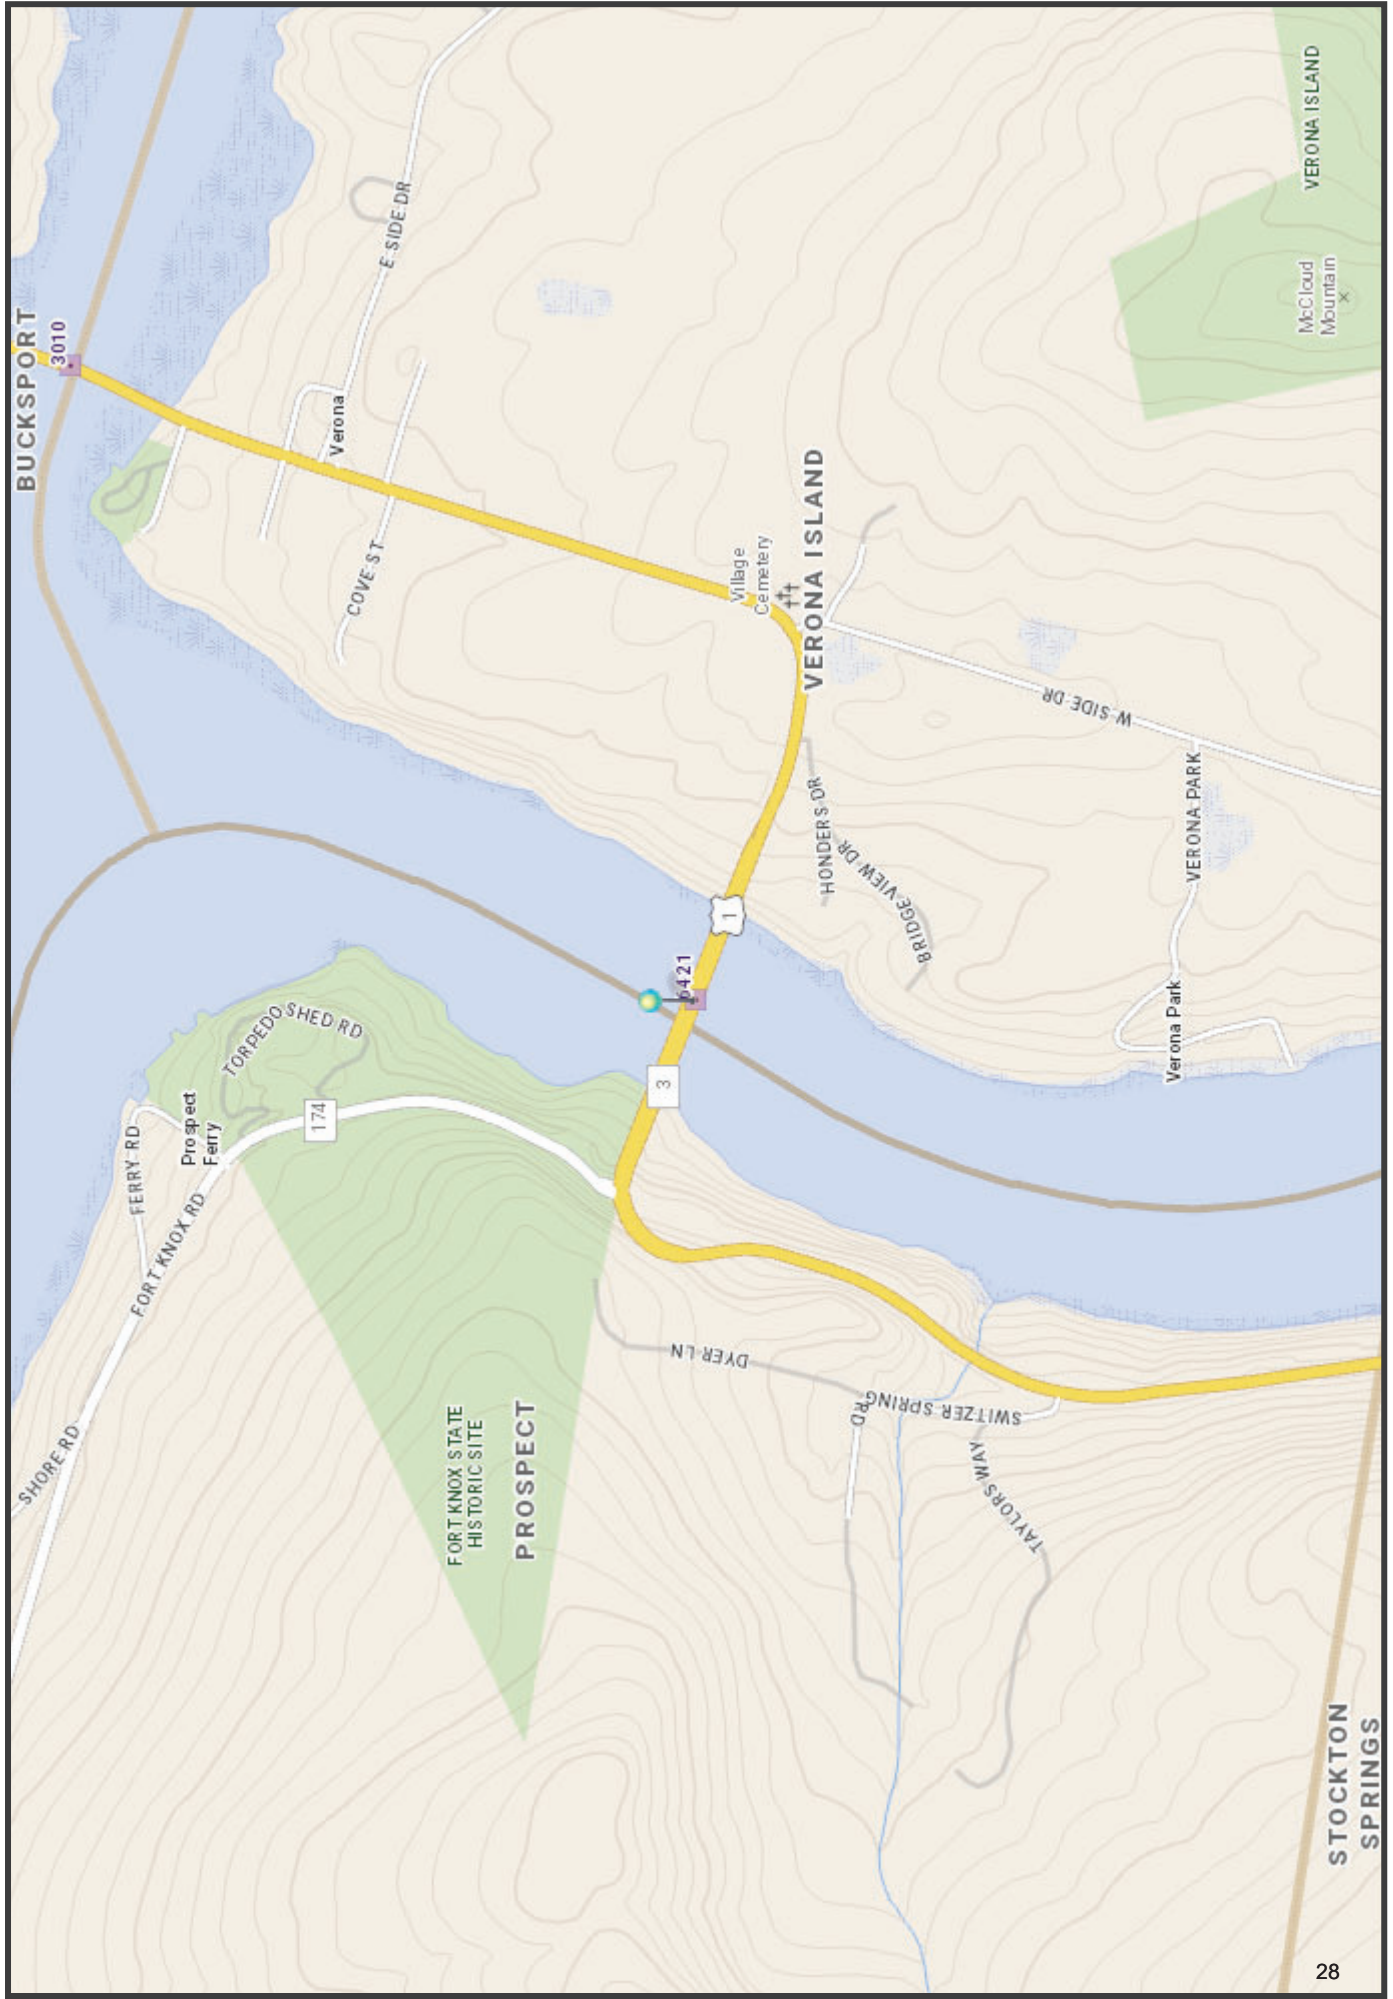 BUCKSPORT
3010
E SIDE DR
VERONA ISLAND
McCloud
Mountain
Verona
COVE ST
Village
Cemetery
VERONA ISLAND
W SIDE DR
HONDERS DR
BRIDGE VIEW DR
VERONA PARK
Verona Park
1
6421
3
TORPEDO SHED RD
174
Prospect
Ferry
FERRY RD
FORT KNOX RD
SHORE RD
FORT KNOX STATE
HISTORIC SITE
PROSPECT
DYER LN
SWITZER SPRING
RD
TAYLORS WAY
STOCKTON
SPRINGS
28